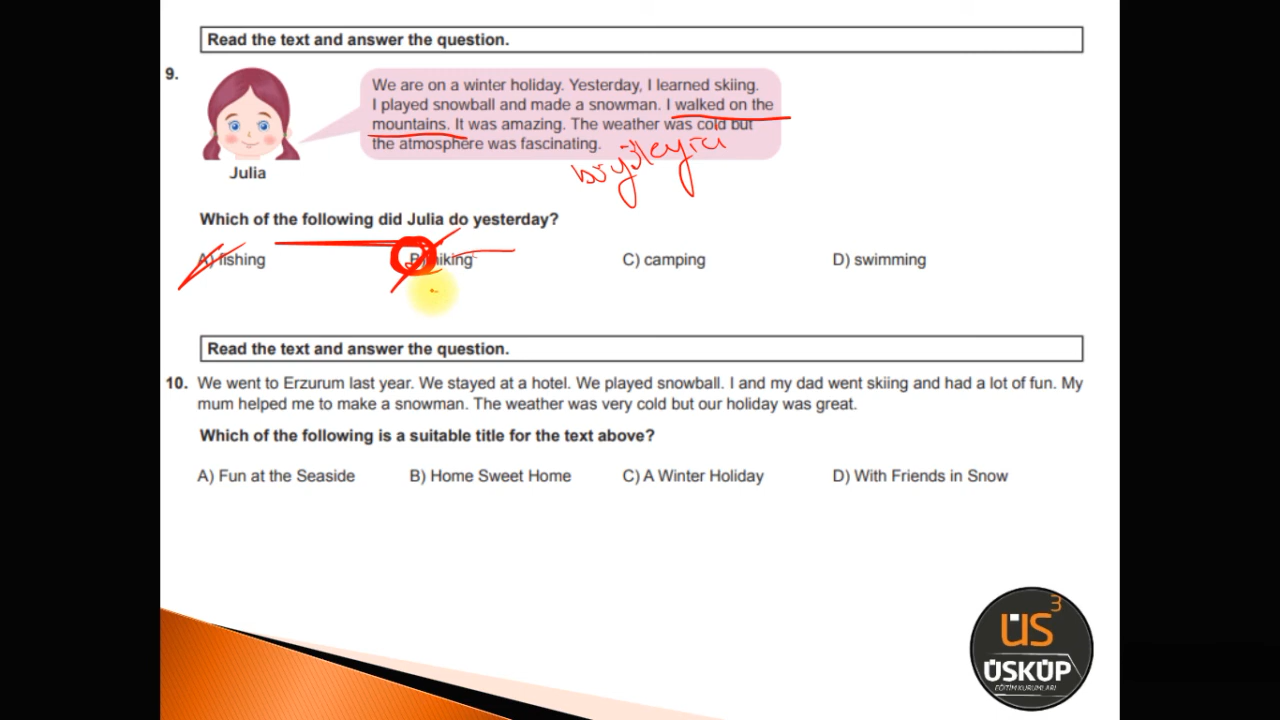 Read the text and answer the question.
9.
We are on a winter holiday. Yesterday, I learned skiing.
I played snowball and made a snowman. I walked on the
mountains. It was amazing. The weather was cold but
the atmosphere was fascinating.
büyüleyici
Julia
Which of the following did Julia do yesterday?
A) fishing B) hiking C) camping D) swimming
Read the text and answer the question.
10. We went to Erzurum last year. We stayed at a hotel. We played snowball. I and my dad went skiing and had a lot of fun. My
mum helped me to make a snowman. The weather was very cold but our holiday was great.
Which of the following is a suitable title for the text above?
A) Fun at the Seaside B) Home Sweet Home C) A Winter Holiday D) With Friends in Snow
ÜS3
ÜSKÜP
EĞİTİM KURUMLARI